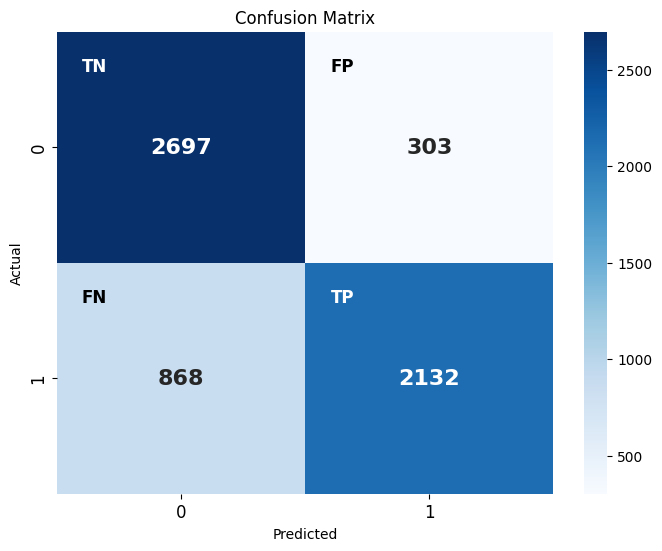 Confusion Matrix
TN
FP
2697
303
FN
TP
868
2132
0
1
Actual
0
1
Predicted
2500
2000
1500
1000
500